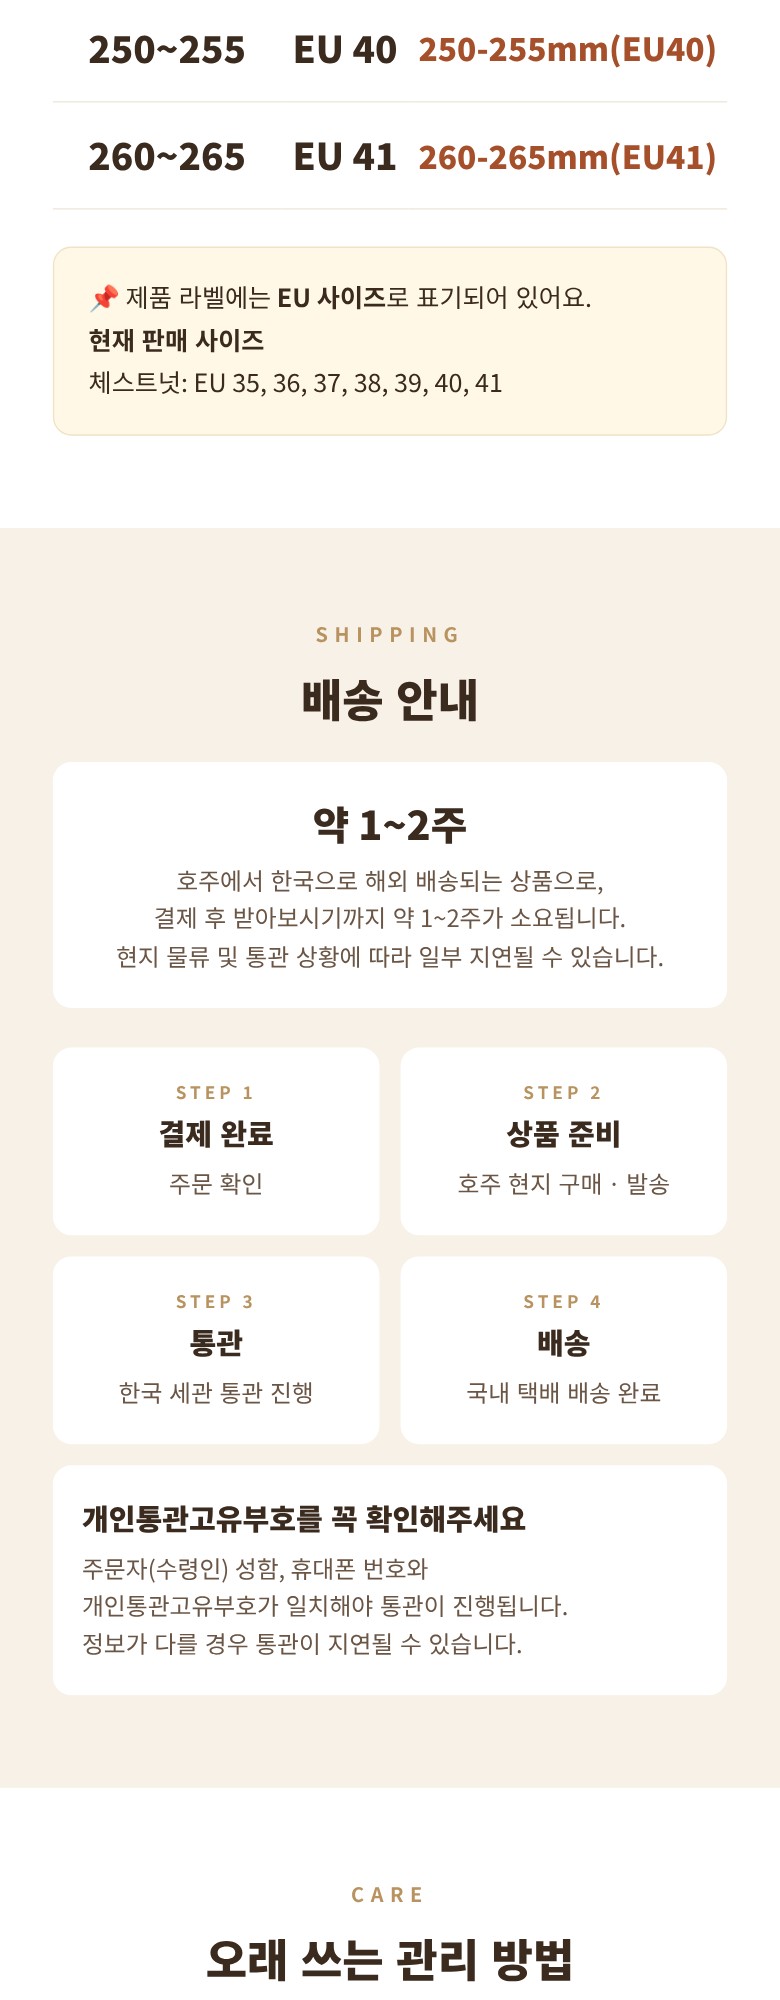 250~255 EU 40 250-255mm(EU40)
260~265 EU 41 260-265mm(EU41)
📌 제품 라벨에는 EU 사이즈로 표기되어 있어요.
현재 판매 사이즈
체스트넛: EU 35, 36, 37, 38, 39, 40, 41
SHIPPING
배송 안내
약 1~2주
호주에서 한국으로 해외 배송되는 상품으로,
결제 후 받아보시기까지 약 1~2주가 소요됩니다.
현지 물류 및 통관 상황에 따라 일부 지연될 수 있습니다.
STEP 1
결제 완료
주문 확인
STEP 2
상품 준비
호주 현지 구매 · 발송
STEP 3
통관
한국 세관 통관 진행
STEP 4
배송
국내 택배 배송 완료
개인통관고유부호를 꼭 확인해주세요
주문자(수령인) 성함, 휴대폰 번호와
개인통관고유부호가 일치해야 통관이 진행됩니다.
정보가 다를 경우 통관이 지연될 수 있습니다.
CARE
오래 쓰는 관리 방법